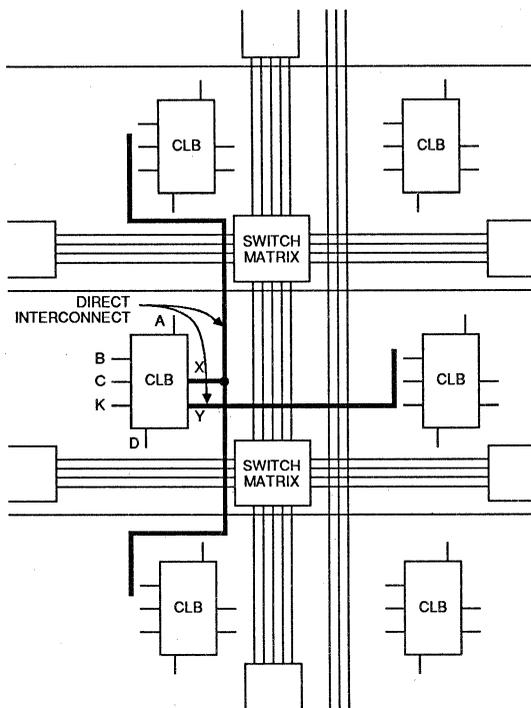 CLB
CLB
SWITCH
MATRIX
DIRECT
INTERCONNECT
A
B
X
C
CLB
CLB
K
Y
D
SWITCH
MATRIX
CLB
CLB